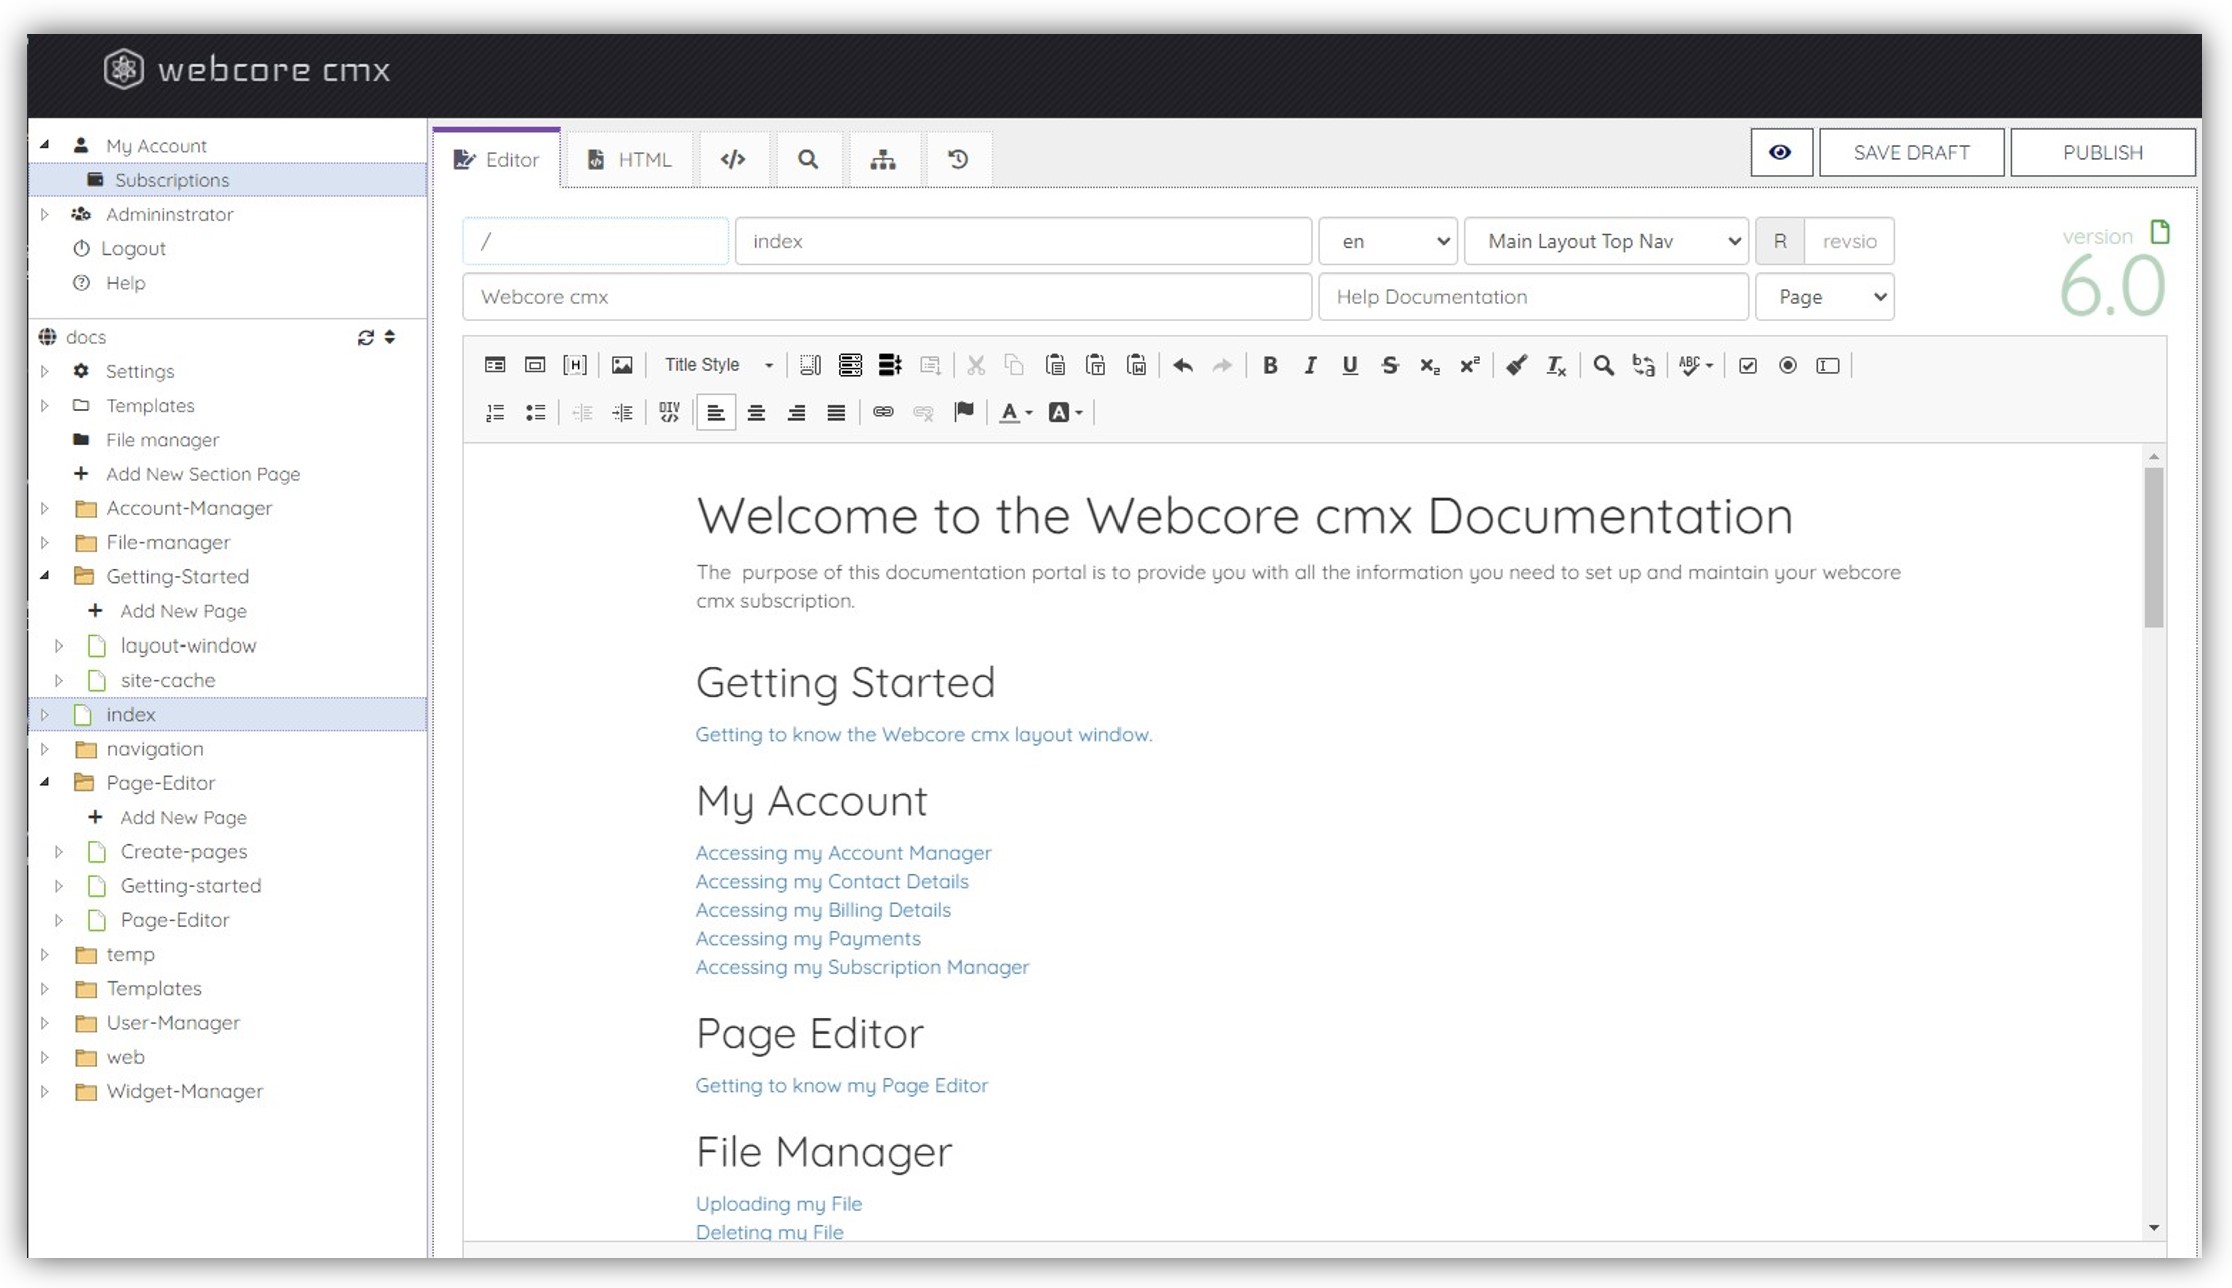 webcore cmx
My Account
Subscriptions
Admininstrator
Logout
Help
docs
Settings
Templates
File manager
Add New Section Page
Account-Manager
File-manager
Getting-Started
Add New Page
layout-window
site-cache
index
navigation
Page-Editor
Add New Page
Create-pages
Getting-started
Page-Editor
temp
Templates
User-Manager
web
Widget-Manager
Editor
HTML
SAVE DRAFT
PUBLISH
/
index
en
Main Layout Top Nav
R
revsio
Webcore cmx
Help Documentation
Page
version
6.0
Title Style
Welcome to the Webcore cmx Documentation
The purpose of this documentation portal is to provide you with all the information you need to set up and maintain your webcore
cmx subscription.
Getting Started
Getting to know the Webcore cmx layout window.
My Account
Accessing my Account Manager
Accessing my Contact Details
Accessing my Billing Details
Accessing my Payments
Accessing my Subscription Manager
Page Editor
Getting to know my Page Editor
File Manager
Uploading my File
Deleting my File